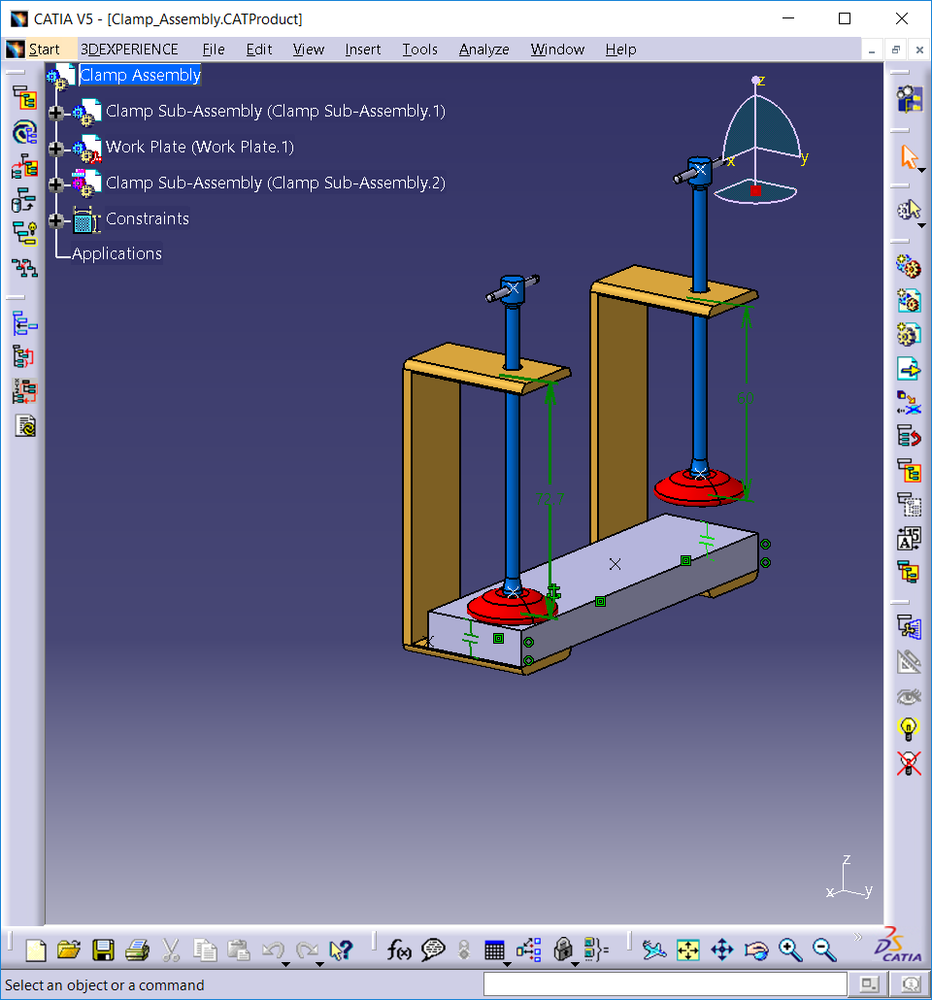 CATIA V5 - [Clamp_Assembly.CATProduct]
Start 3DEXPERIENCE File Edit View Insert Tools Analyze Window Help
Clamp Assembly
Clamp Sub-Assembly (Clamp Sub-Assembly.1)
Work Plate (Work Plate.1)
Clamp Sub-Assembly (Clamp Sub-Assembly.2)
Constraints
Applications
z
x
y
z
x
y
15
f(x)
?
CATIA
Select an object or a command